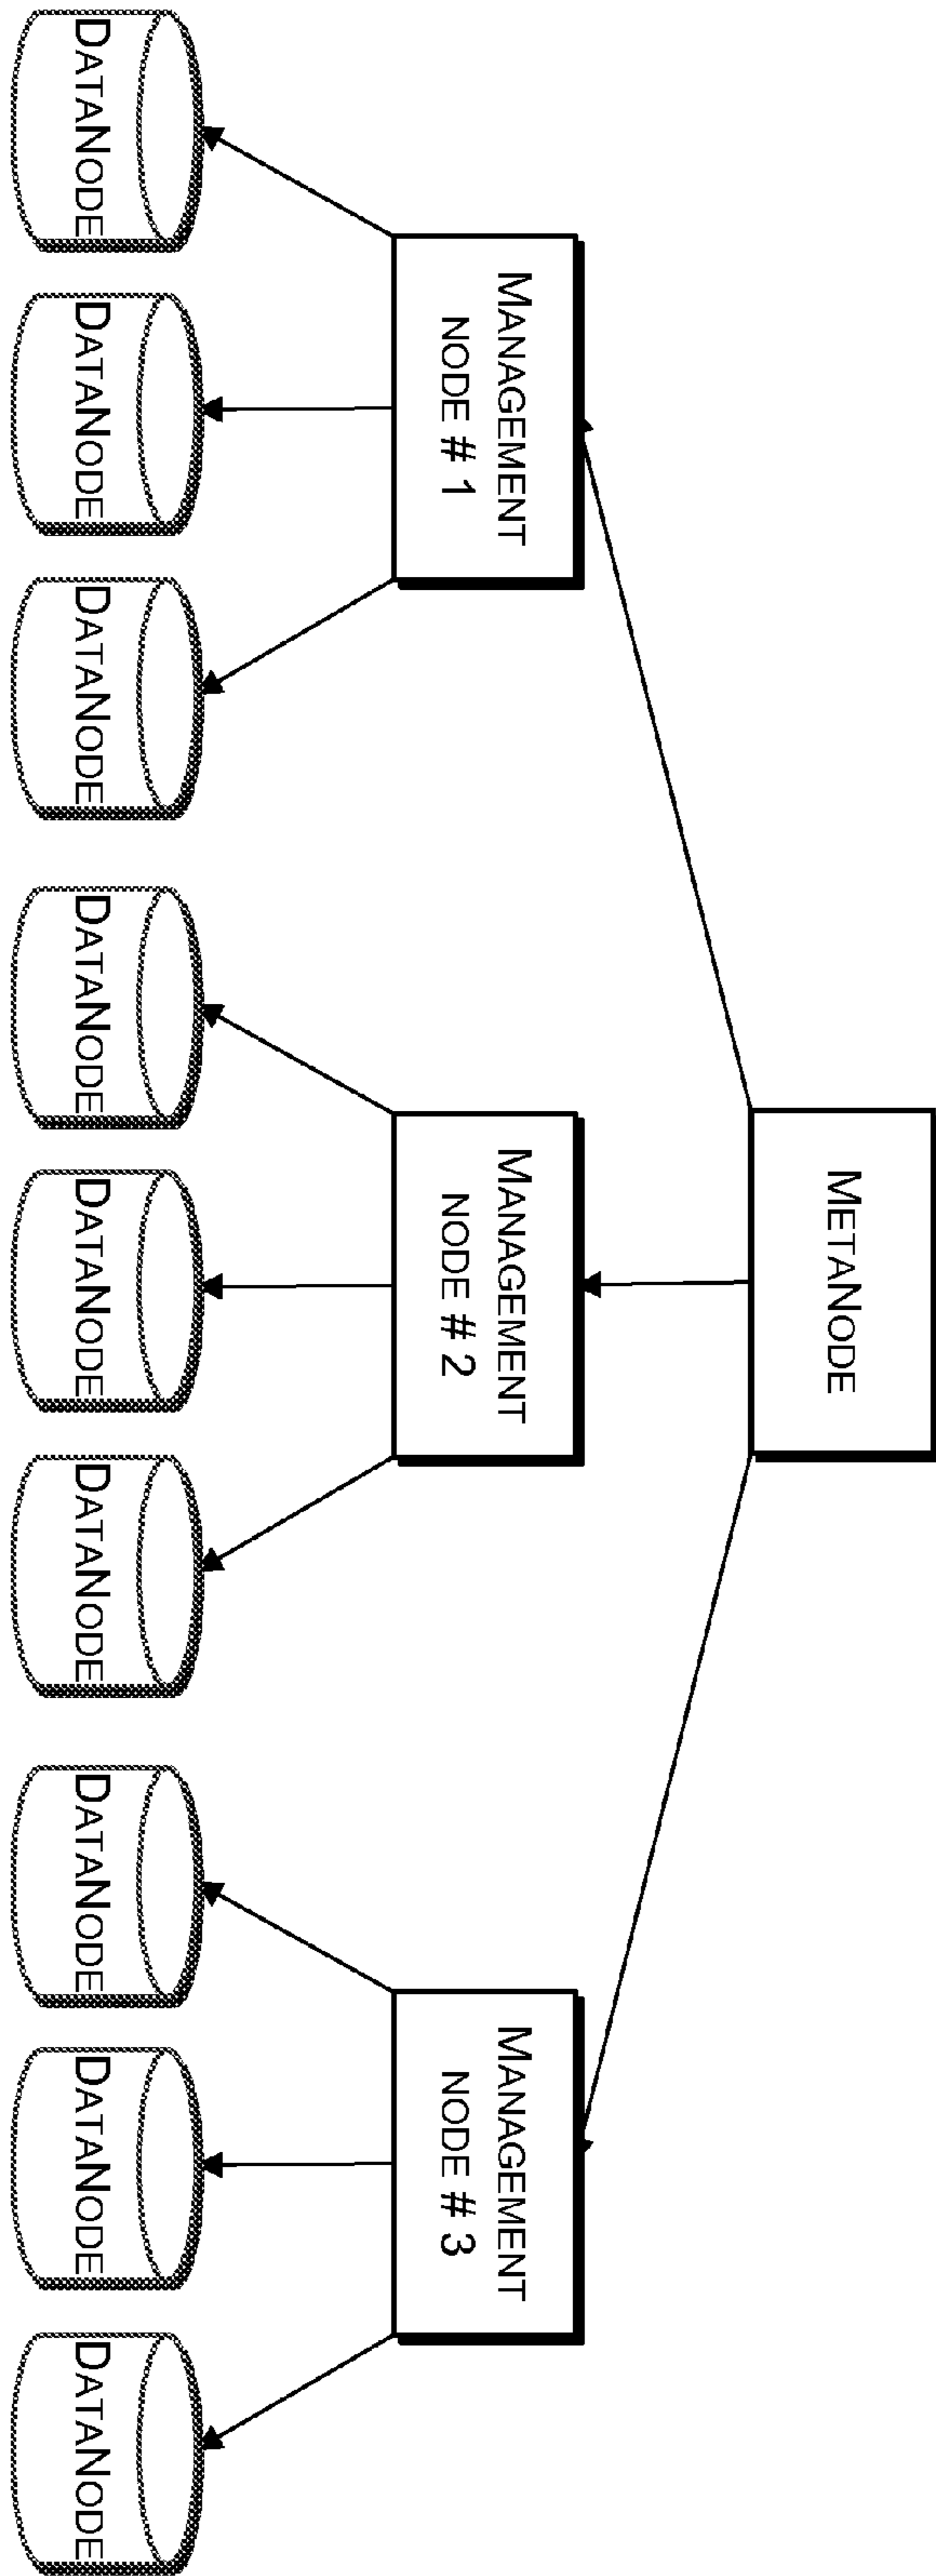 METANODE
MANAGEMENT
NODE # 1
MANAGEMENT
NODE # 2
MANAGEMENT
NODE # 3
DATANODE
DATANODE
DATANODE
DATANODE
DATANODE
DATANODE
DATANODE
DATANODE
DATANODE